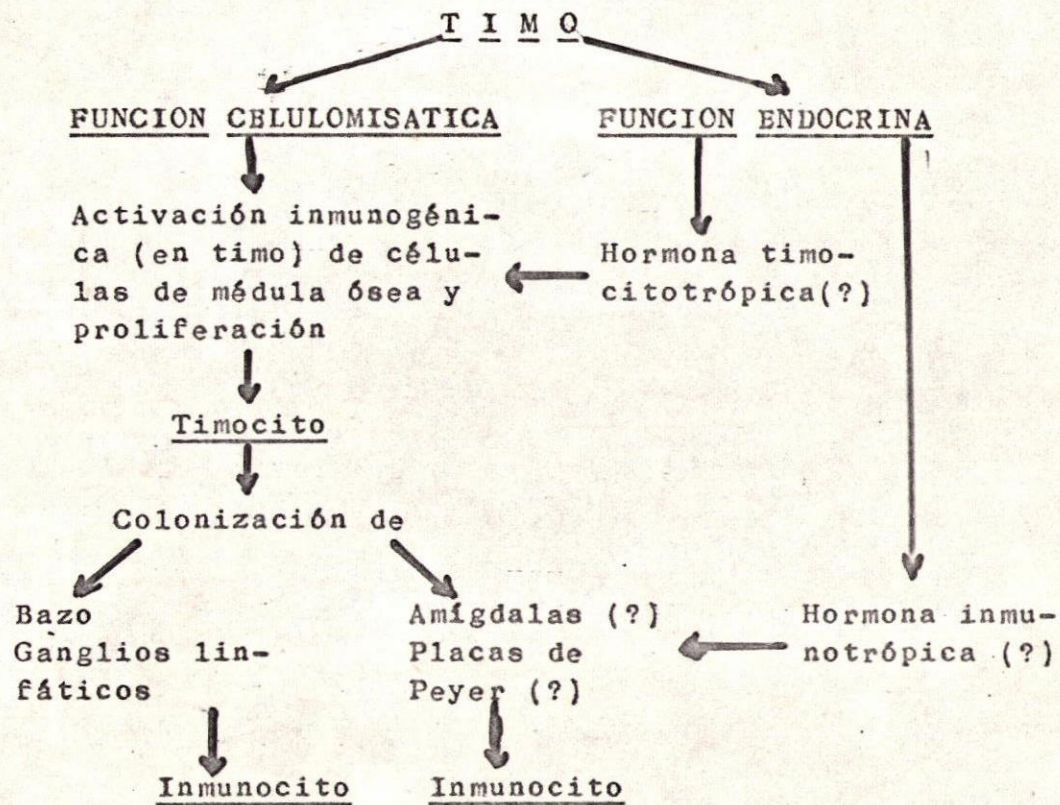 T I M O
FUNCION CELULOMISATICA
FUNCION ENDOCRINA
Activación inmunogéni-
ca (en timo) de célu-
las de médula ósea y
proliferación
Hormona timo-
citotrópica(?)
Timocito
Colonización de
Bazo
Ganglios lin-
fáticos
Amígdalas (?)
Placas de
Peyer (?)
Hormona inmu-
notrópica (?)
Inmunocito
Inmunocito